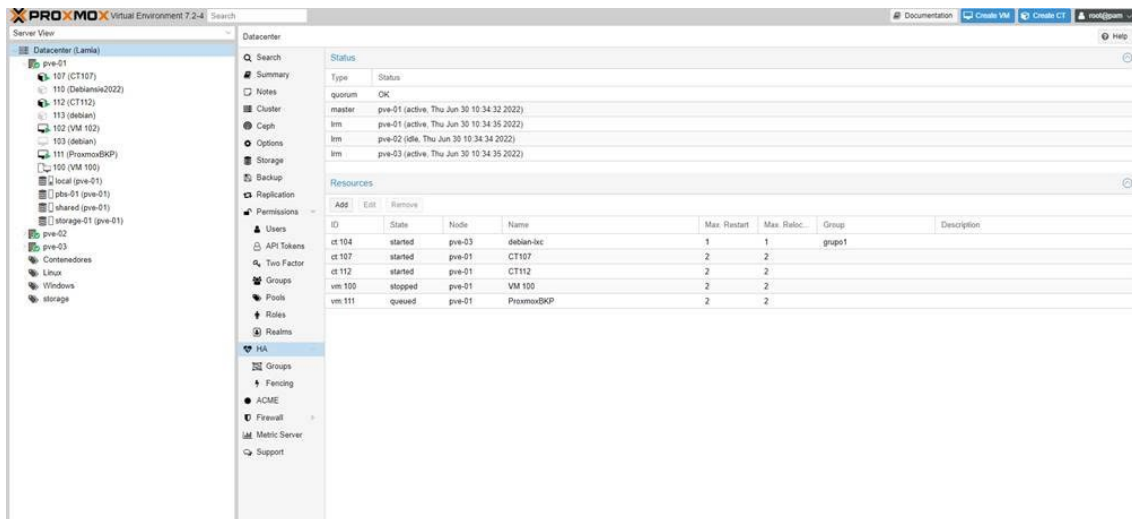 PROXMOX Virtual Environment 7.2-4 Search
Documentation Create VM Create CT root@pam
Server View
Datacenter (Lamia)
pve-01
107 (CT107)
110 (Debiansie2022)
112 (CT112)
113 (debian)
102 (VM 102)
103 (debian)
111 (ProxmoxBKP)
100 (VM 100)
local (pve-01)
pbs-01 (pve-01)
shared (pve-01)
storage-01 (pve-01)
pve-02
pve-03
Contenedores
Linux
Windows
storage
Datacenter
Help
Search
Summary
Notes
Cluster
Ceph
Options
Storage
Backup
Replication
Permissions
Users
API Tokens
Two Factor
Groups
Pools
Roles
Realms
HA
Groups
Fencing
ACME
Firewall
Metric Server
Support
Status
Type Status
quorum OK
master pve-01 (active, Thu Jun 30 10:34:32 2022)
lrm pve-01 (active, Thu Jun 30 10:34:35 2022)
lrm pve-02 (idle, Thu Jun 30 10:34:34 2022)
lrm pve-03 (active, Thu Jun 30 10:34:35 2022)
Resources
Add Edit Remove
ID State Node Name Max. Restart Max. Reloc... Group Description
ct:104 started pve-03 debian-lxc 1 1 grupo1
ct:107 started pve-01 CT107 2 2
ct:112 started pve-01 CT112 2 2
vm:100 stopped pve-01 VM 100 2 2
vm:111 queued pve-01 ProxmoxBKP 2 2